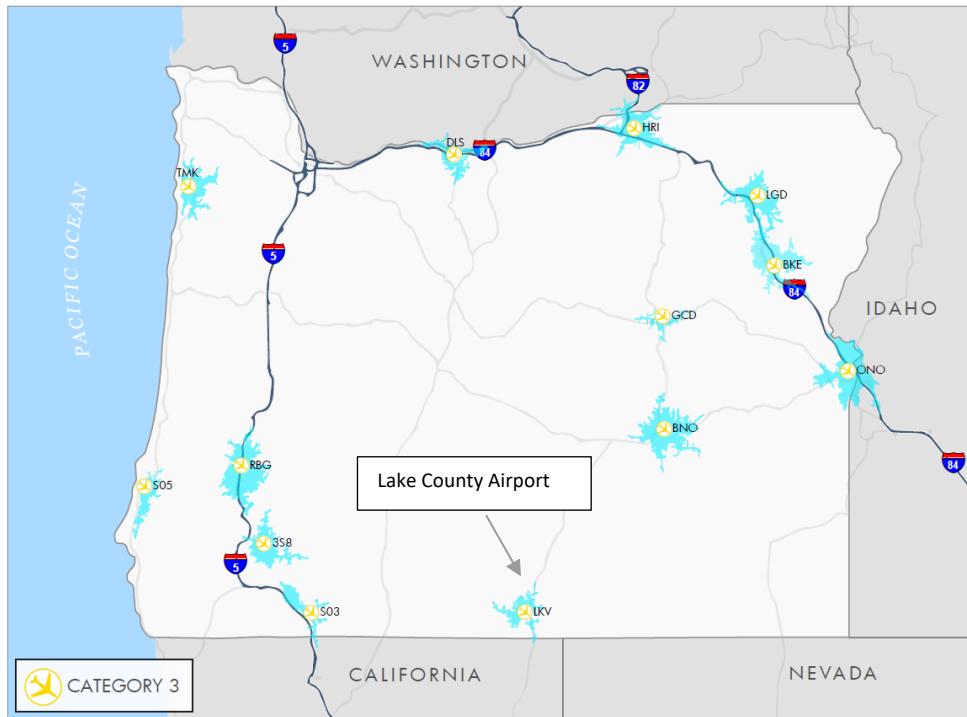 5
WASHINGTON
82
HRI
DLS
84
TMK
LGD
PACIFIC OCEAN
5
BKE
84
IDAHO
GCD
ONO
BNO
RBG
84
Lake County Airport
S05
3S8
5
S03
LKV
CATEGORY 3
CALIFORNIA
NEVADA